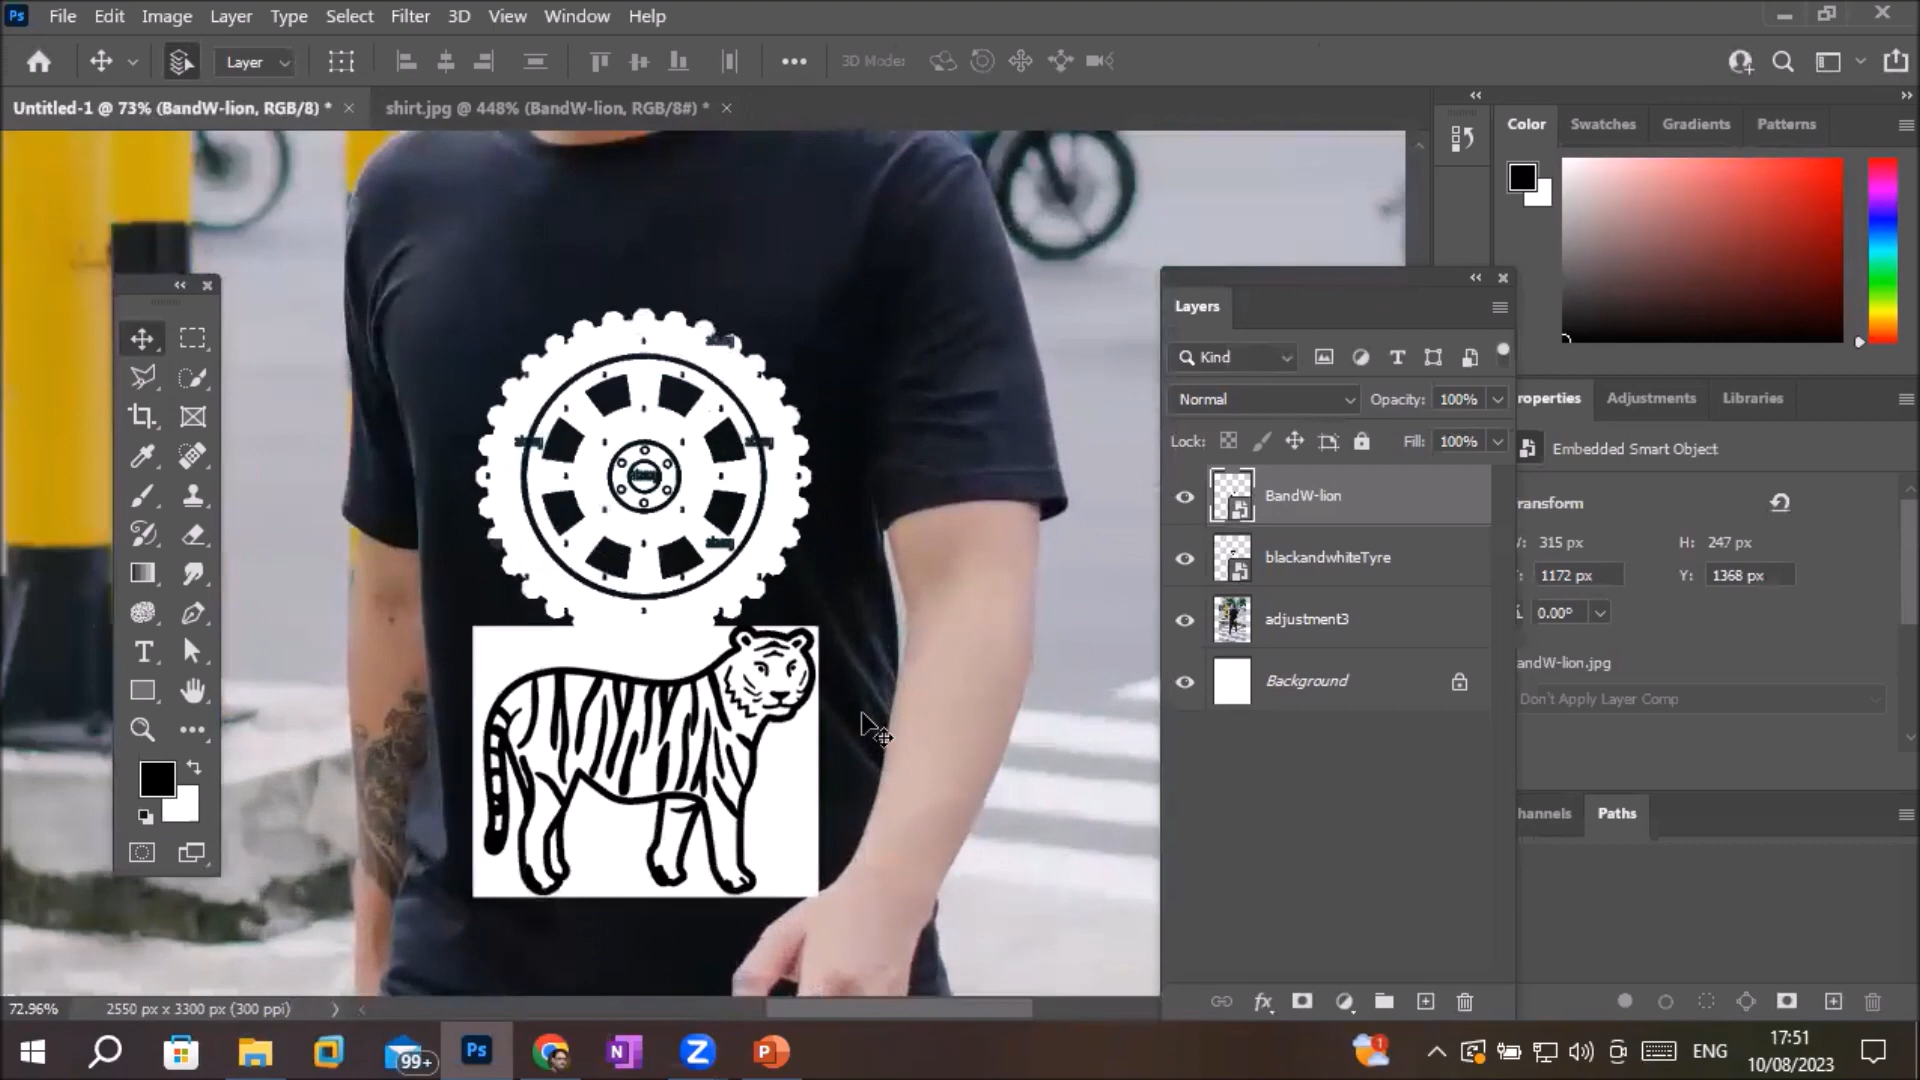 Ps File Edit Image Layer Type Select Filter 3D View Window Help
Layer 3D Mode:
Untitled-1 @ 73% (BandW-lion, RGB/8) * shirt.jpg @ 448% (BandW-lion, RGB/8#) *
Color Swatches Gradients Patterns
Layers
Kind
Normal Opacity: 100%
Lock: Fill: 100%
BandW-lion
blackandwhiteTyre
adjustment3
Background
roperties Adjustments Libraries
Embedded Smart Object
ransform
315 px H: 247 px
1172 px Y: 1368 px
0.00°
andW-lion.jpg
Don't Apply Layer Comp
hannels Paths
72.96% 2550 px x 3300 px (300 ppi)
99+ Ps N Z P 1 ENG
17:51
10/08/2023